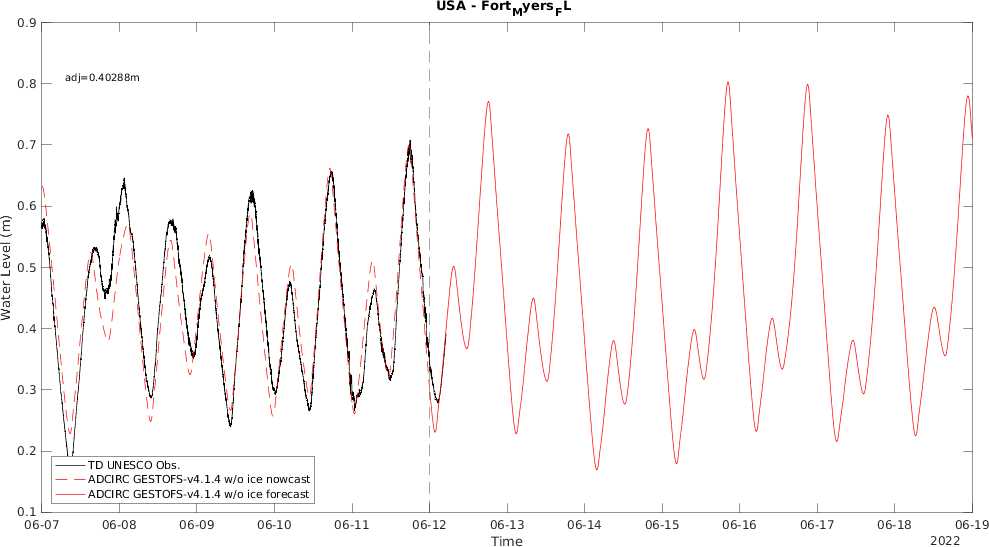 USA - FortMyersFL
0.9
0.8
0.7
0.6
0.5
0.4
0.3
0.2
0.1
Water Level (m)
adj=0.40288m
TD UNESCO Obs.
ADCIRC GESTOFS-v4.1.4 w/o ice nowcast
ADCIRC GESTOFS-v4.1.4 w/o ice forecast
06-07 06-08 06-09 06-10 06-11 06-12 06-13 06-14 06-15 06-16 06-17 06-18 06-19
Time
2022